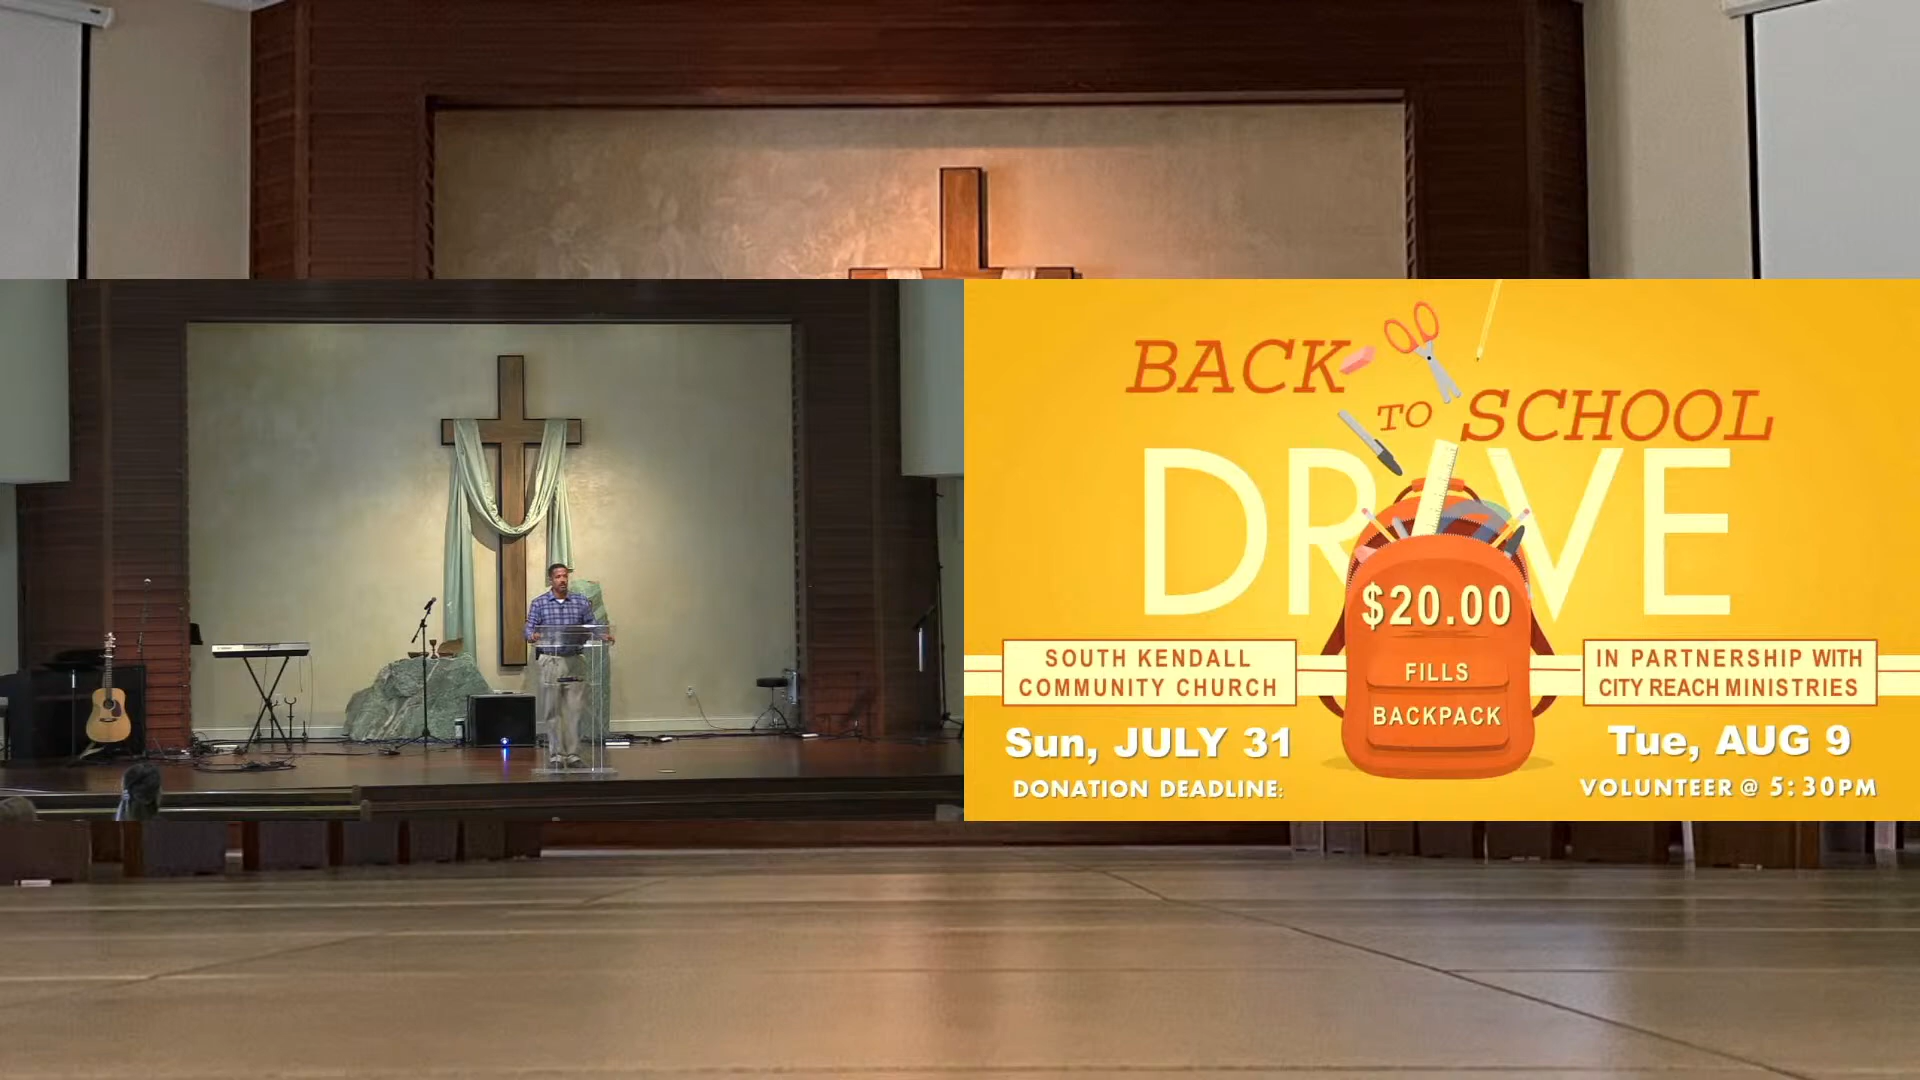 BACK
TO SCHOOL
DRIVE
$20.00
FILLS
BACKPACK
SOUTH KENDALL
COMMUNITY CHURCH
Sun, JULY 31
DONATION DEADLINE:
IN PARTNERSHIP WITH
CITY REACH MINISTRIES
Tue, AUG 9
VOLUNTEER @ 5:30PM